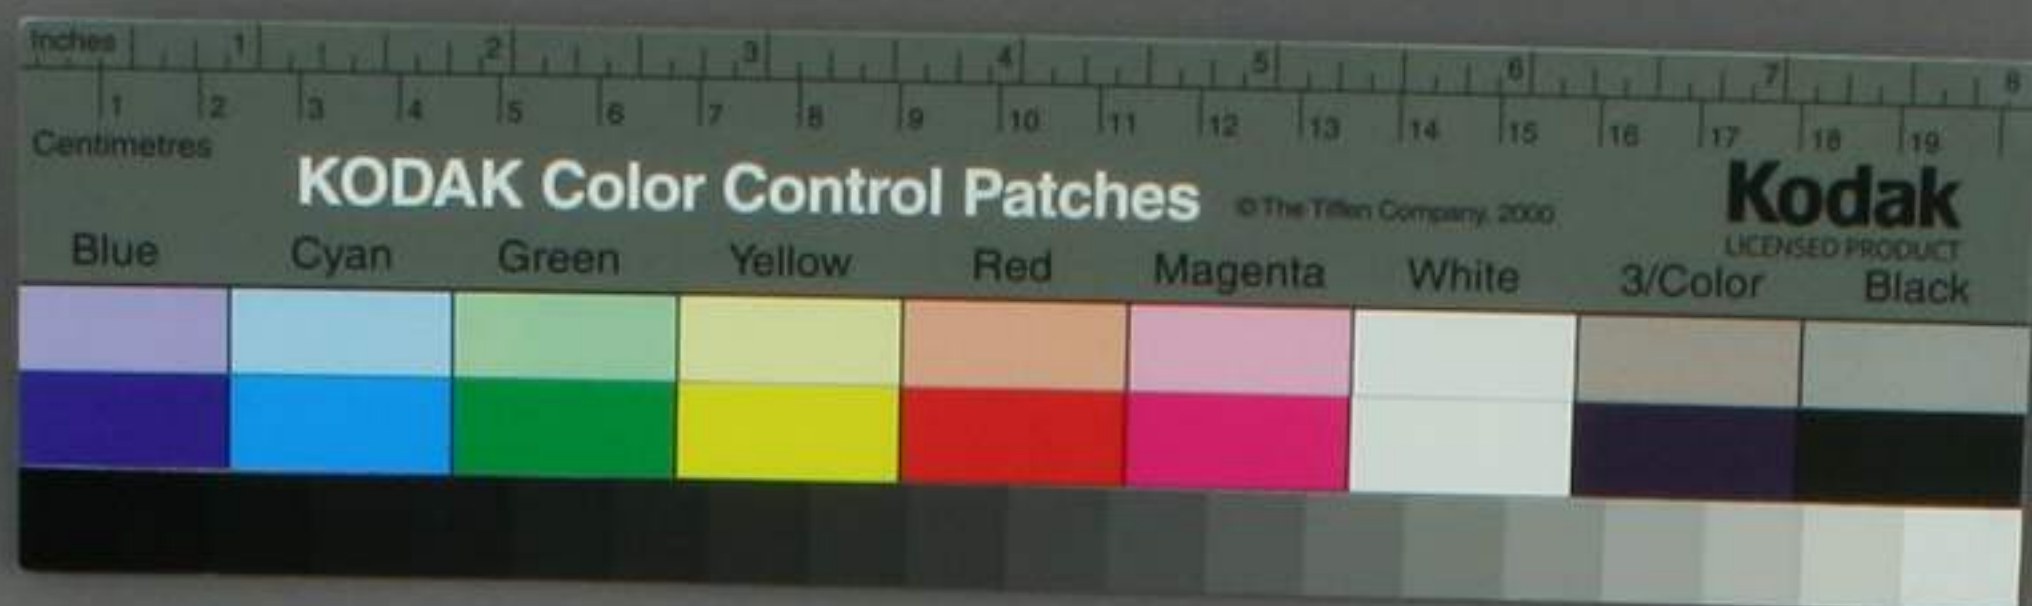 Inches 1 2 3 4 5 6 7 8
1 2 3 4 5 6 7 8 9 10 11 12 13 14 15 16 17 18 19
Centimetres
KODAK Color Control Patches © The Tiffen Company, 2000 Kodak
LICENSED PRODUCT
Blue Cyan Green Yellow Red Magenta White 3/Color Black